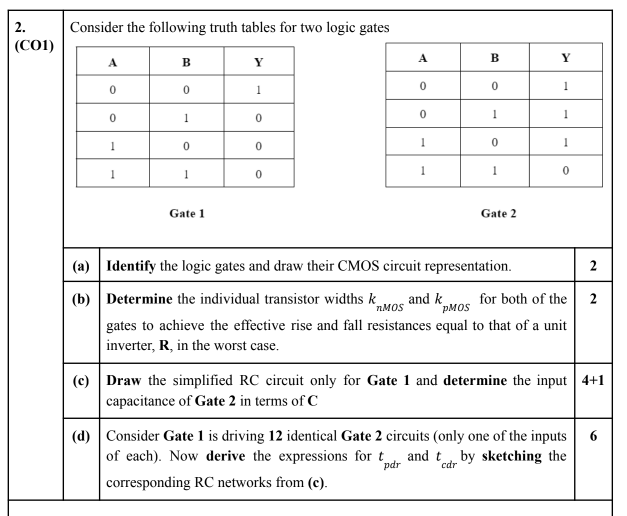 2.
(CO1)
Consider the following truth tables for two logic gates
A B Y
0 0 1
0 1 0
1 0 0
1 1 0
Gate 1
A B Y
0 0 1
0 1 1
1 0 1
1 1 0
Gate 2
(a) Identify the logic gates and draw their CMOS circuit representation. 2
(b) Determine the individual transistor widths k_nMOS and k_pMOS for both of the 2
gates to achieve the effective rise and fall resistances equal to that of a unit
inverter, R, in the worst case.
(c) Draw the simplified RC circuit only for Gate 1 and determine the input 4+1
capacitance of Gate 2 in terms of C
(d) Consider Gate 1 is driving 12 identical Gate 2 circuits (only one of the inputs 6
of each). Now derive the expressions for t_pdr and t_cdr by sketching the
corresponding RC networks from (c).